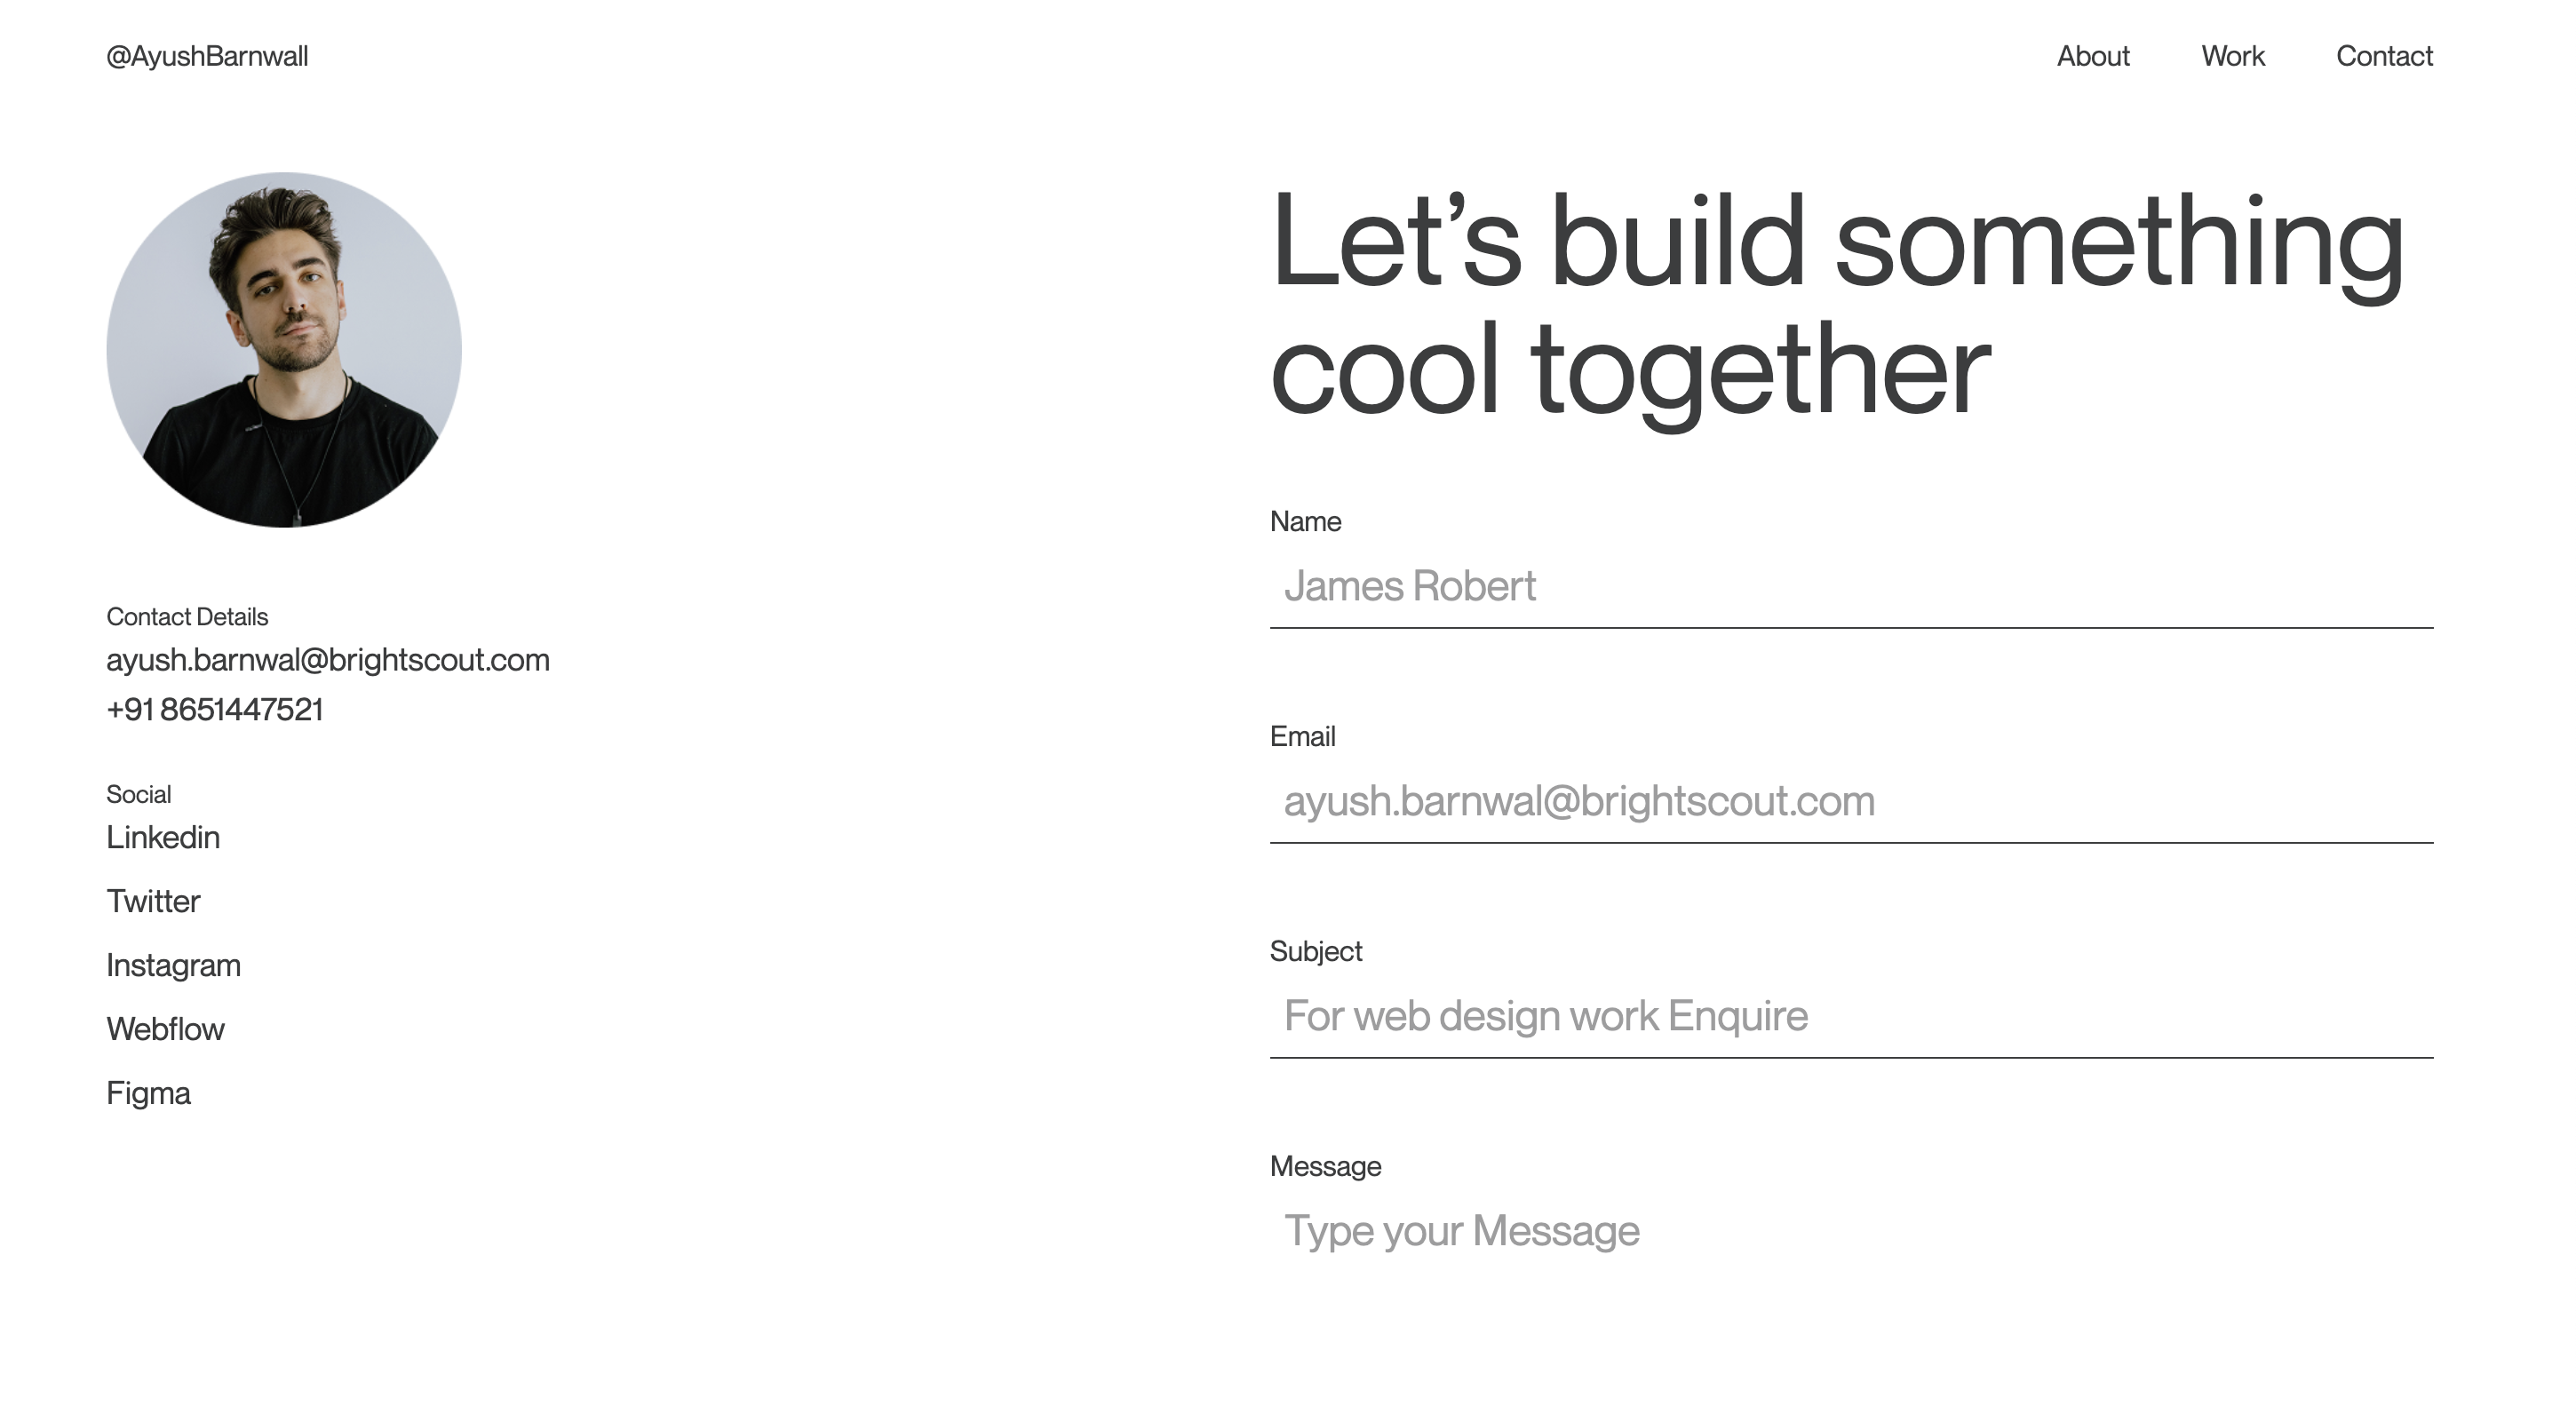 @AyushBarnwall
About
Work
Contact
Contact Details
ayush.barnwal@brightscout.com
+91 8651447521
Social
Linkedin
Twitter
Instagram
Webflow
Figma
Let’s build something
cool together
Name
James Robert
Email
ayush.barnwal@brightscout.com
Subject
For web design work Enquire
Message
Type your Message